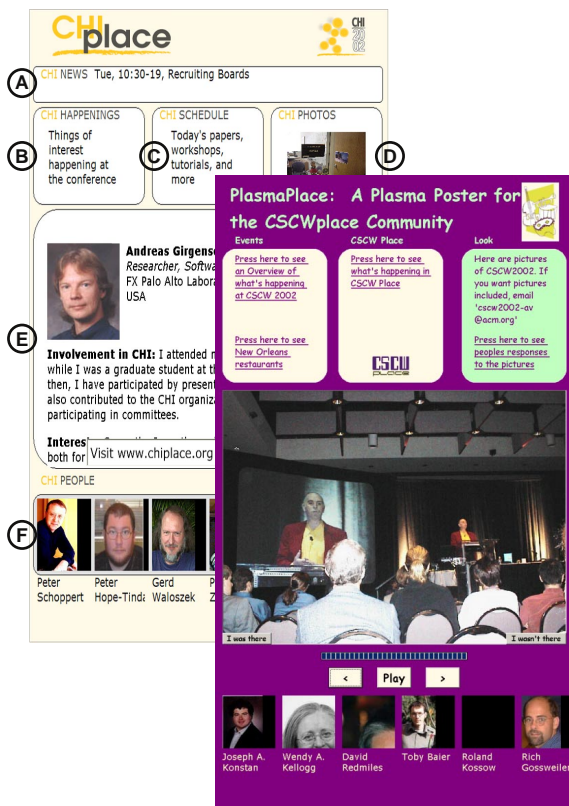 CHIplace
CHI
2002
A
CHI NEWS Tue, 10:30-19, Recruiting Boards
B
CHI HAPPENINGS
Things of
interest
happening at
the conference
C
CHI SCHEDULE
Today's papers,
workshops,
tutorials, and
more
CHI PHOTOS
D
E
Andreas Girgens
Researcher, Softwa
FX Palo Alto Labora
USA
Involvement in CHI: I attended
while I was a graduate student at th
then, I have participated by present
also contributed to the CHI organiza
participating in committees.
Interes
both for
Visit www.chiplace.org
CHI PEOPLE
F
Peter
Schoppert
Peter
Hope-Tinda
Gerd
Waloszek
P
Z
PlasmaPlace: A Plasma Poster for
the CSCWplace Community
Events
Press here to see
an Overview of
what's happening
at CSCW 2002
Press here to see
New Orleans
restaurants
CSCW Place
Press here to see
what's happening in
CSCW Place
CSCW
PLACE
Look
Here are pictures
of CSCW2002. If
you want pictures
included, email
'cscw2002-av
@acm.org'
Press here to see
peoples responses
to the pictures
I was there
I wasn't there
<
Play
>
Joseph A.
Konstan
Wendy A.
Kellogg
David
Redmiles
Toby Baier
Roland
Kossow
Rich
Gossweiler